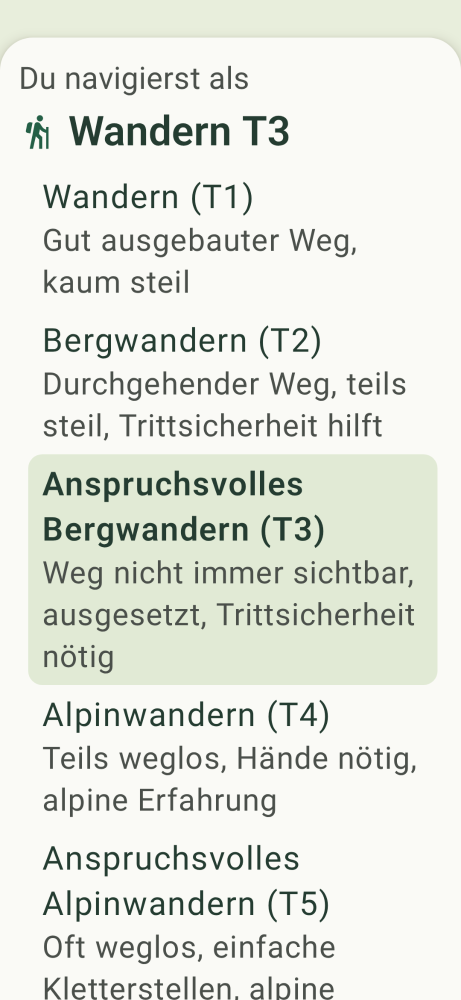 Du navigierst als
Wandern T3
Wandern (T1)
Gut ausgebauter Weg,
kaum steil
Bergwandern (T2)
Durchgehender Weg, teils
steil, Trittsicherheit hilft
Anspruchsvolles
Bergwandern (T3)
Weg nicht immer sichtbar,
ausgesetzt, Trittsicherheit
nötig
Alpinwandern (T4)
Teils weglos, Hände nötig,
alpine Erfahrung
Anspruchsvolles
Alpinwandern (T5)
Oft weglos, einfache
Kletterstellen, alpine